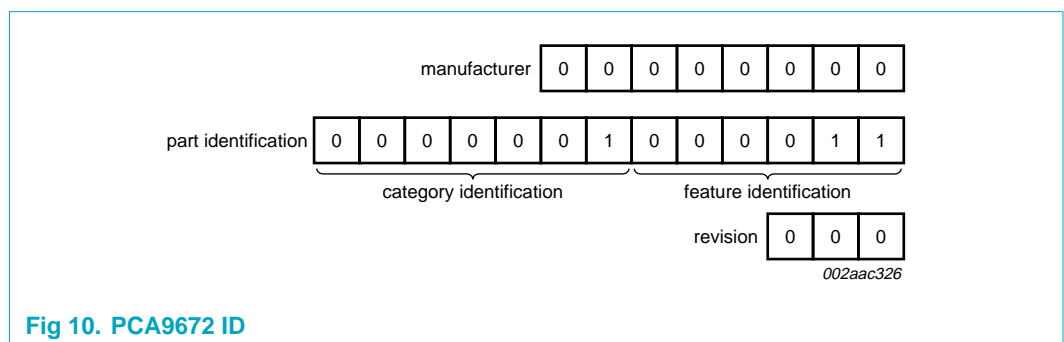 manufacturer 0 0 0 0 0 0 0 0
part identification 0 0 0 0 0 0 1 0 0 0 0 1 1
category identification feature identification
revision 0 0 0
002aac326
Fig 10. PCA9672 ID